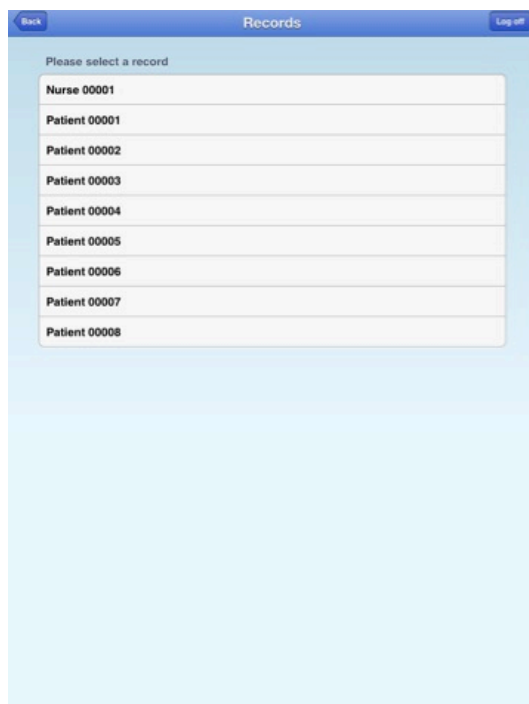 Back Records Log off
Please select a record
Nurse 00001
Patient 00001
Patient 00002
Patient 00003
Patient 00004
Patient 00005
Patient 00006
Patient 00007
Patient 00008